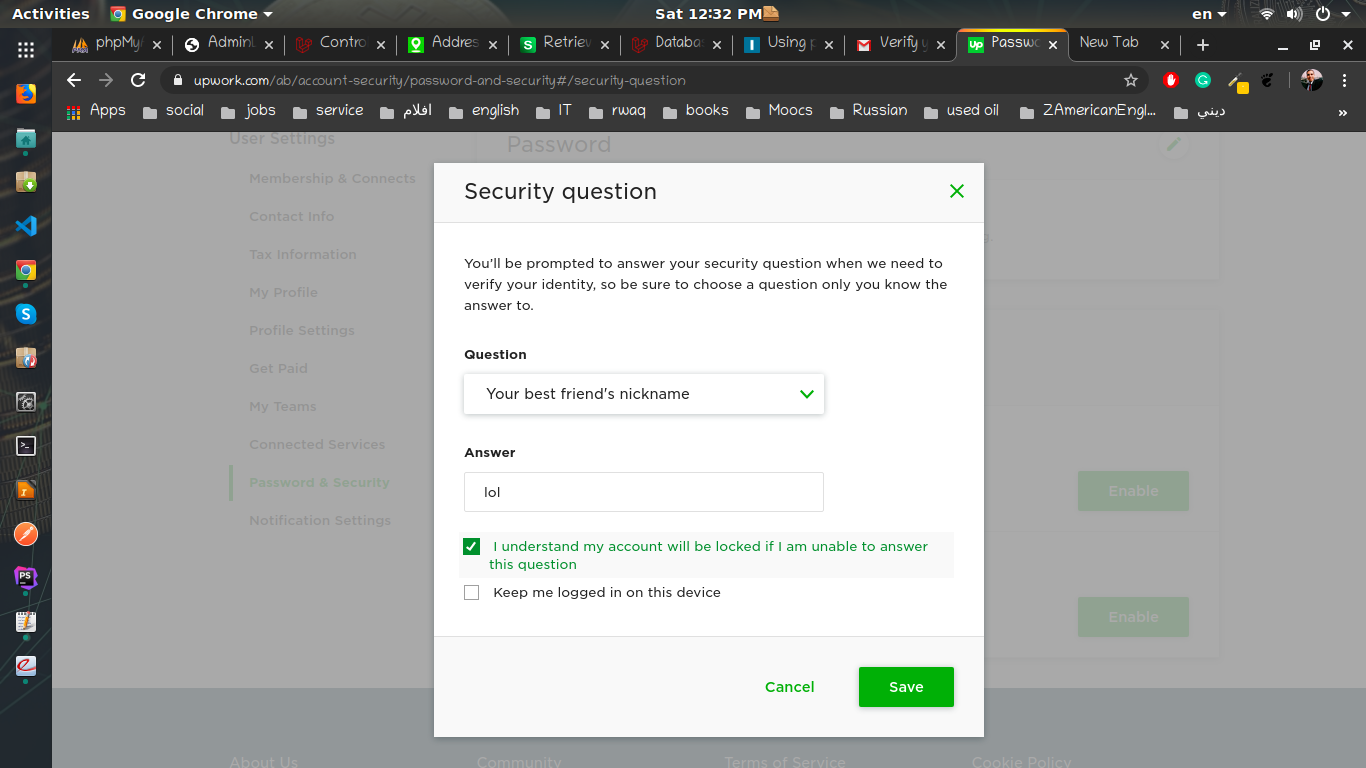 Activities Google Chrome Sat 12:32 PM en
phpMy Admin Contro Addres Retriev Databa Using Verify y Passw New Tab
upwork.com/ab/account-security/password-and-security#/security-question
Apps social jobs service افلام english IT rwaq books Moocs Russian used oil ZAmericanEngl... ديني »
User Settings
Password
Membership & Connects
Contact Info
Tax Information
My Profile
Profile Settings
Get Paid
My Teams
Connected Services
Password & Security
Notification Settings
Security question
You'll be prompted to answer your security question when we need to
verify your identity, so be sure to choose a question only you know the
answer to.
Question
Your best friend's nickname
Answer
lol
I understand my account will be locked if I am unable to answer
this question
Keep me logged in on this device
Cancel Save
Enable
Enable
About Us Community Terms of Service Cookie Policy